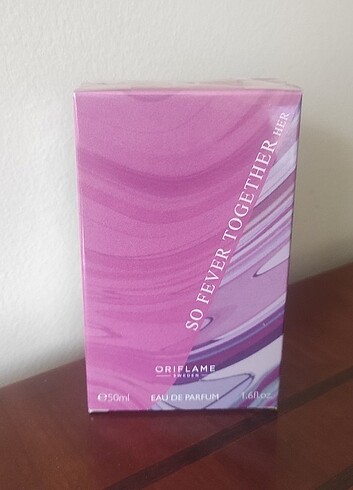 SO FEVER TOGETHER HER
ORIFLAME
SWEDEN
℮50ml EAU DE PARFUM 1.6fl.oz.